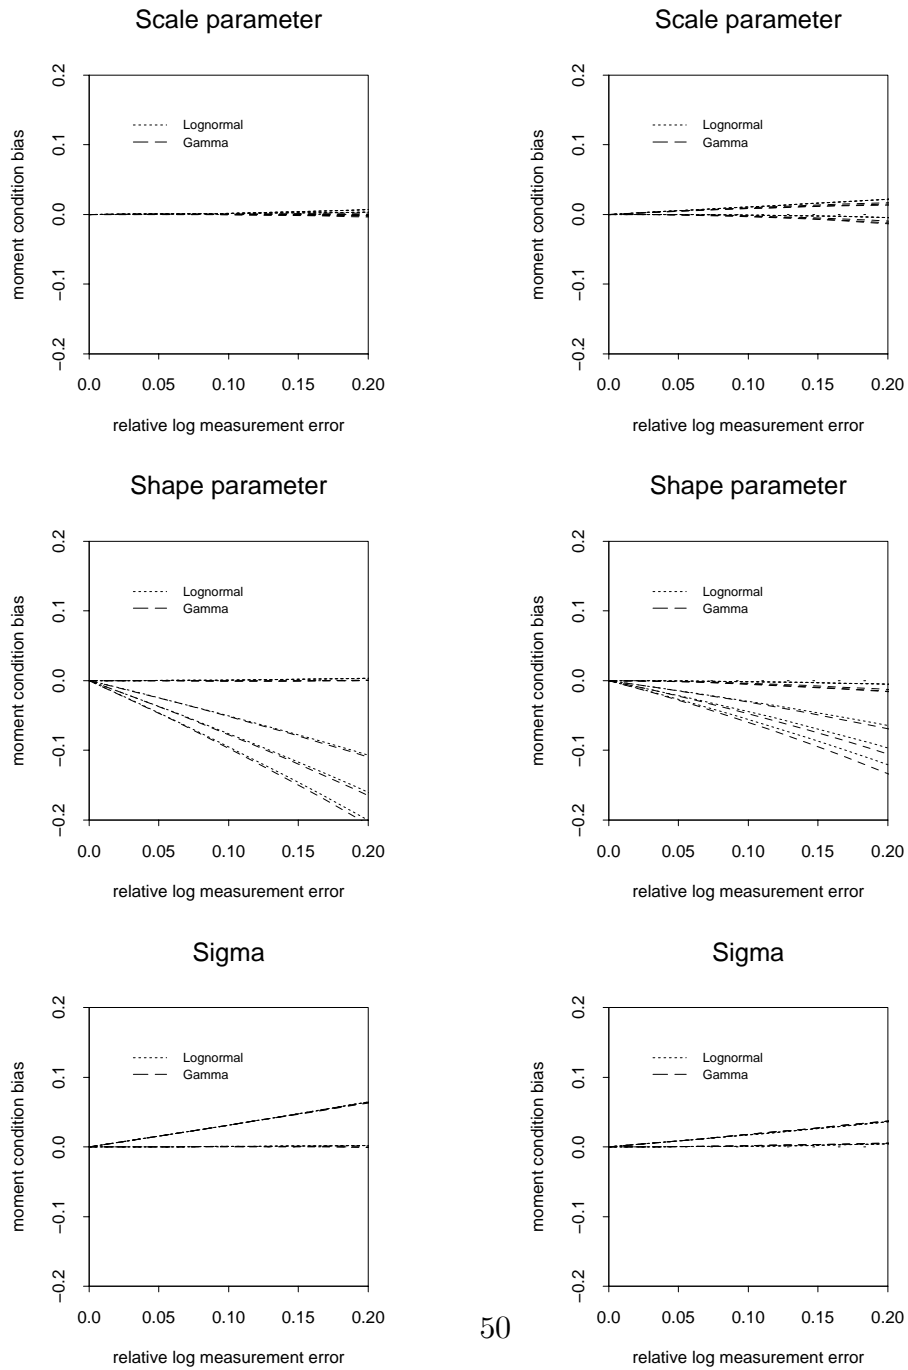 Scale parameter
moment condition bias
0.2
0.1
0.0
−0.1
−0.2
Lognormal
Gamma
0.0 0.05 0.10 0.15 0.20
relative log measurement error
Scale parameter
moment condition bias
0.2
0.1
0.0
−0.1
−0.2
Lognormal
Gamma
0.0 0.05 0.10 0.15 0.20
relative log measurement error
Shape parameter
moment condition bias
0.2
0.1
0.0
−0.1
−0.2
Lognormal
Gamma
0.0 0.05 0.10 0.15 0.20
relative log measurement error
Shape parameter
moment condition bias
0.2
0.1
0.0
−0.1
−0.2
Lognormal
Gamma
0.0 0.05 0.10 0.15 0.20
relative log measurement error
Sigma
moment condition bias
0.2
0.1
0.0
−0.1
−0.2
Lognormal
Gamma
0.0 0.05 0.10 0.15 0.20
relative log measurement error
Sigma
moment condition bias
0.2
0.1
0.0
−0.1
−0.2
Lognormal
Gamma
0.0 0.05 0.10 0.15 0.20
relative log measurement error
50